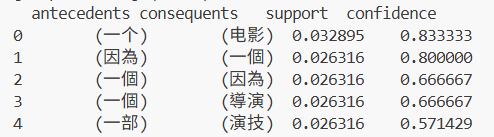 antecedents consequents support confidence
0 (一个) (电影) 0.032895 0.833333
1 (因為) (一個) 0.026316 0.800000
2 (一個) (因為) 0.026316 0.666667
3 (一個) (導演) 0.026316 0.666667
4 (一部) (演技) 0.026316 0.571429